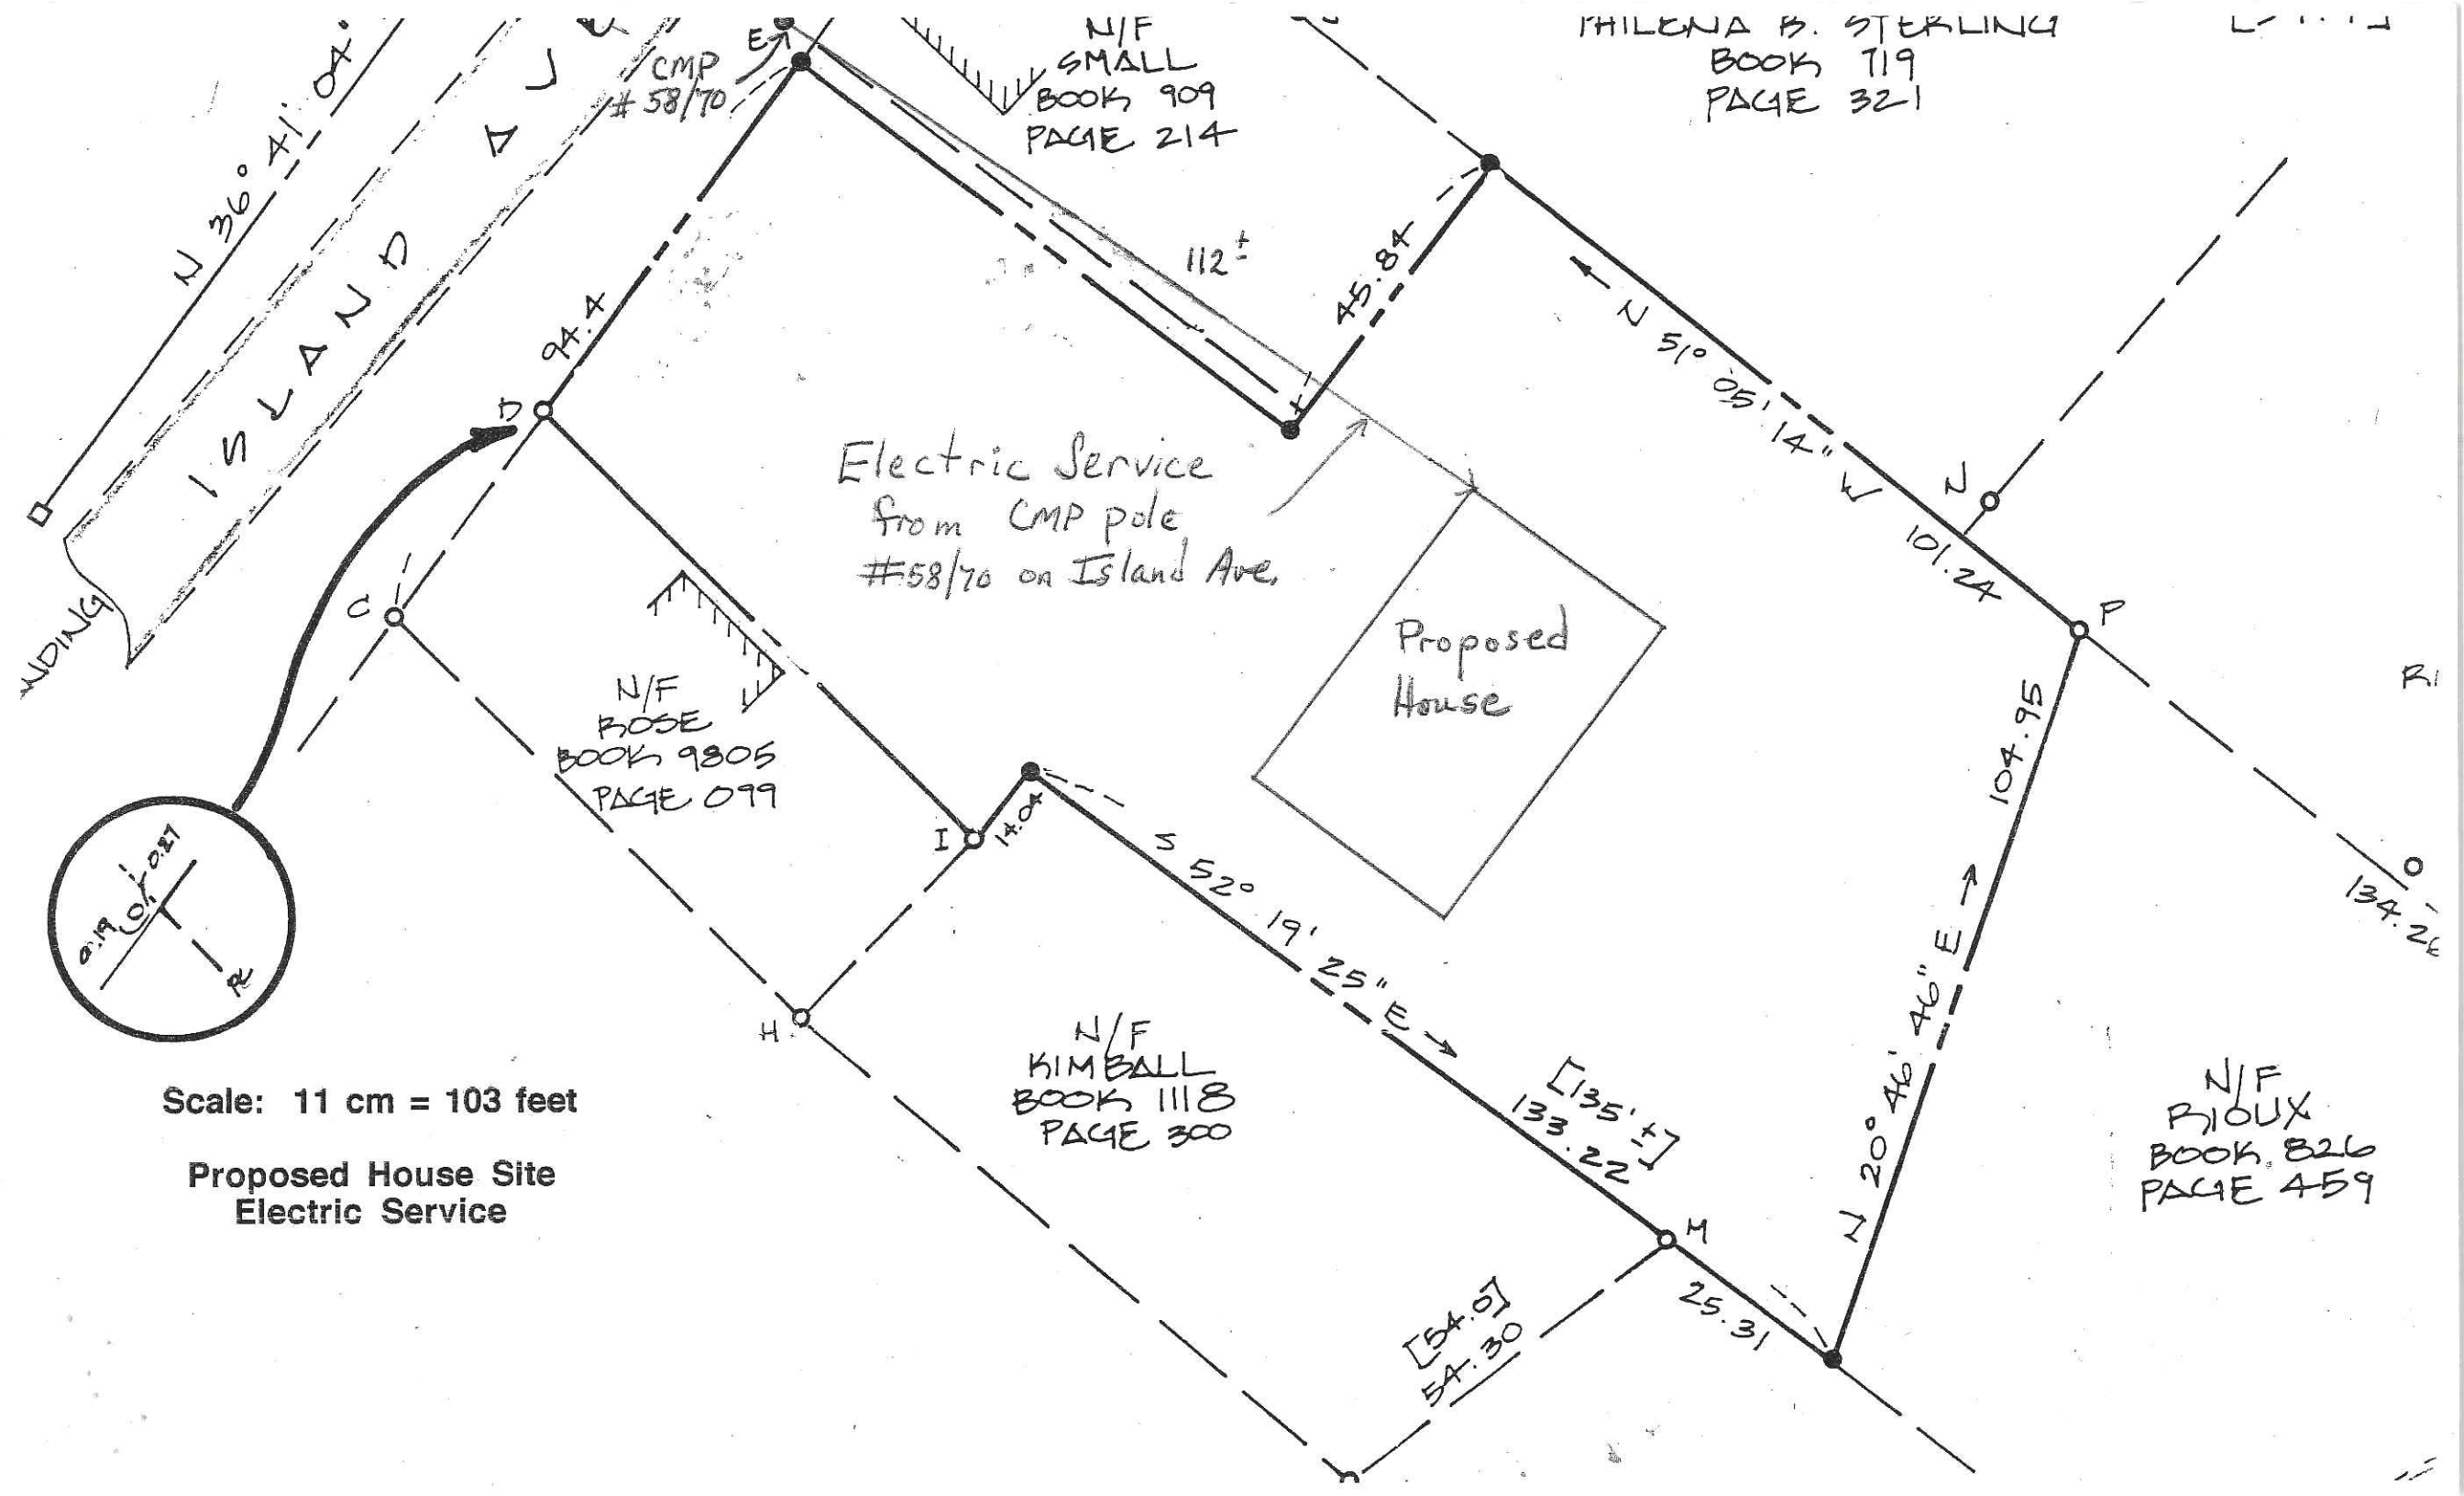 N/F
SMALL
BOOK 909
PAGE 214
PHILENA B. STERLING
BOOK 719
PAGE 321
E
CMP
# 58/70
N 36° 41' 04"
ISLAND
112±
45.84
94.4
D
N 51° 05' 14" W
101.24
N
P
Electric Service
from CMP pole
#58/70 on Island Ave.
Proposed
House
C
N/F
ROSE
BOOK 9805
PAGE 099
I
14.04
104.95
S 52° 19' 25" E
N 20° 46' 46" E
0.19
0.27
H
N/F
KIMBALL
BOOK 1118
PAGE 300
[135'±]
133.22
M
25.31
[54.0]
54.30
N/F
RIOUX
BOOK 826
PAGE 459
Scale: 11 cm = 103 feet
Proposed House Site
Electric Service